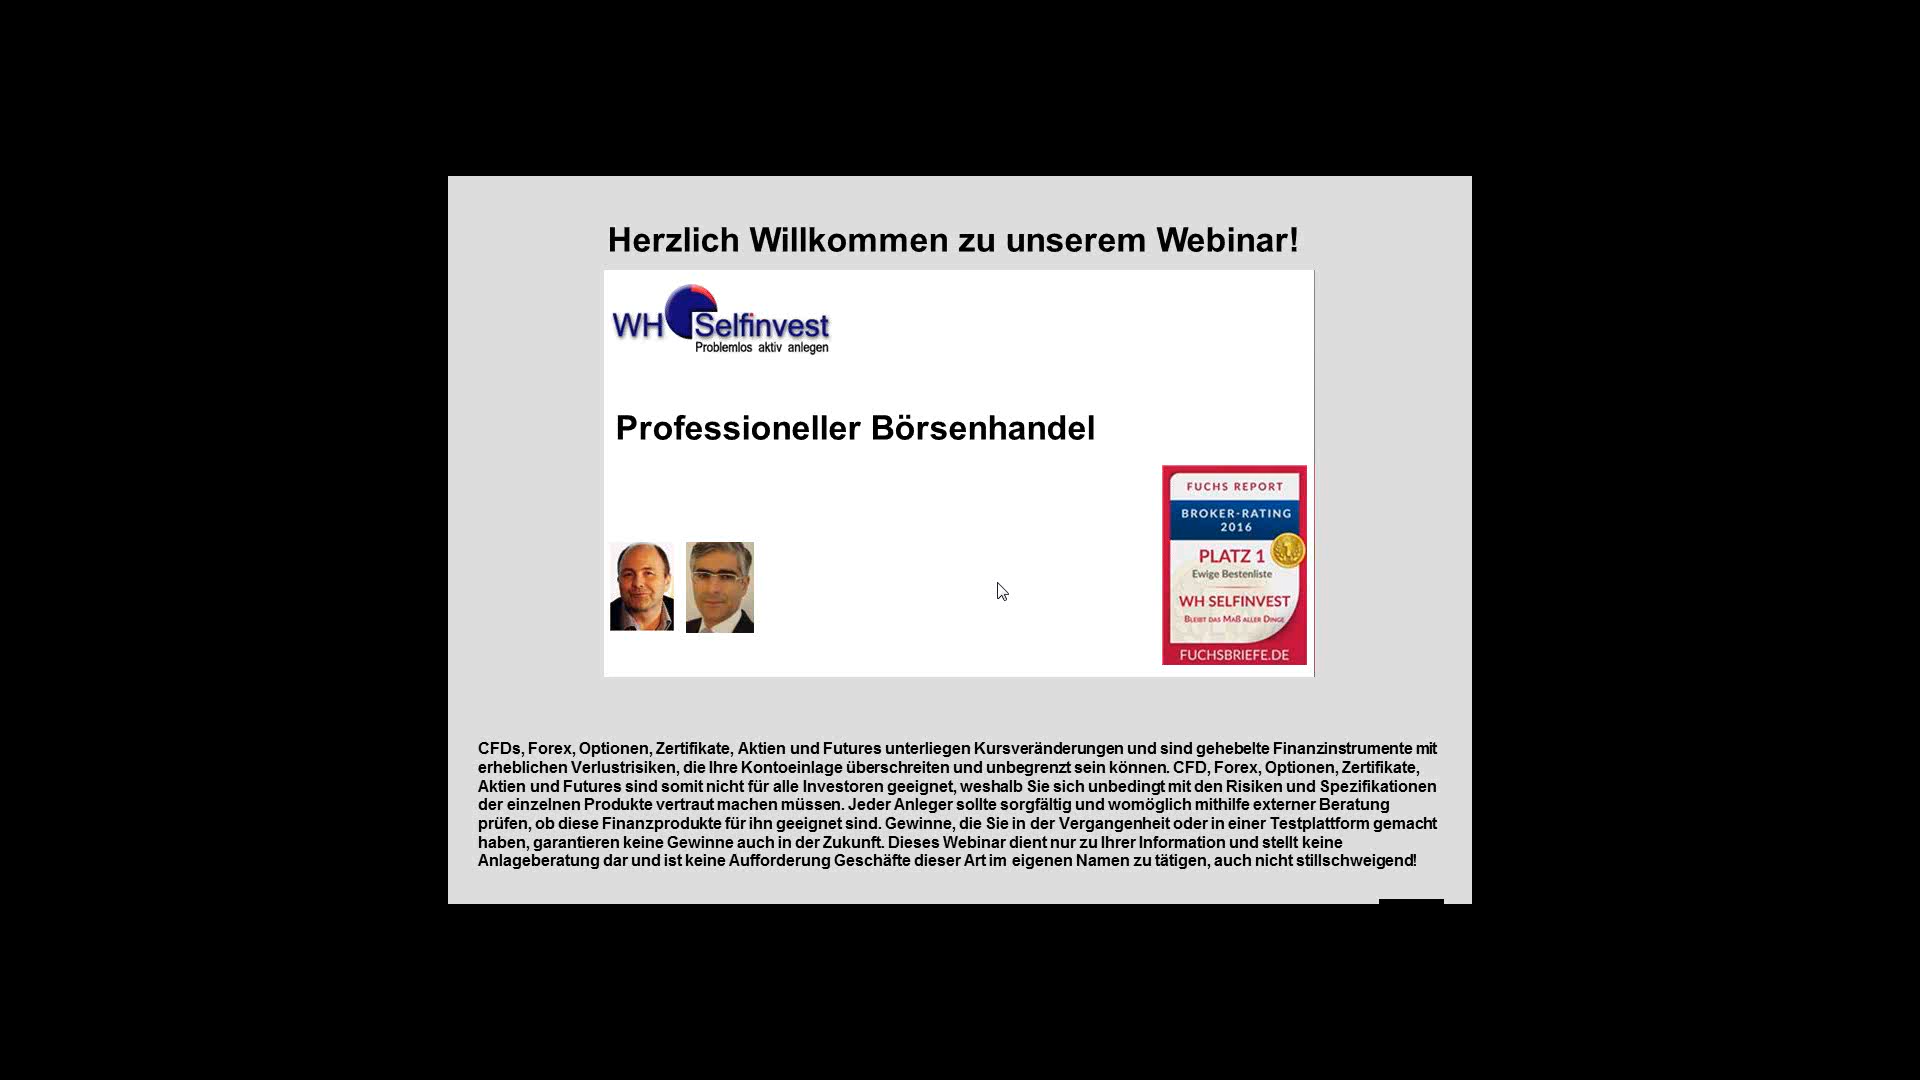 Herzlich Willkommen zu unserem Webinar!
WH Selfinvest
Problemlos aktiv anlegen
Professioneller Börsenhandel
FUCHS REPORT
BROKER-RATING
2016
PLATZ 1
Ewige Bestenliste
WH SELFINVEST
BLEIBT DAS MAß ALLER DINGE
FUCHSBRIEFE.DE
CFDs, Forex, Optionen, Zertifikate, Aktien und Futures unterliegen Kursveränderungen und sind gehebelte Finanzinstrumente mit
erheblichen Verlustrisiken, die Ihre Kontoeinlage überschreiten und unbegrenzt sein können. CFD, Forex, Optionen, Zertifikate,
Aktien und Futures sind somit nicht für alle Investoren geeignet, weshalb Sie sich unbedingt mit den Risiken und Spezifikationen
der einzelnen Produkte vertraut machen müssen. Jeder Anleger sollte sorgfältig und womöglich mithilfe externer Beratung
prüfen, ob diese Finanzprodukte für ihn geeignet sind. Gewinne, die Sie in der Vergangenheit oder in einer Testplattform gemacht
haben, garantieren keine Gewinne auch in der Zukunft. Dieses Webinar dient nur zu Ihrer Information und stellt keine
Anlageberatung dar und ist keine Aufforderung Geschäfte dieser Art im eigenen Namen zu tätigen, auch nicht stillschweigend!